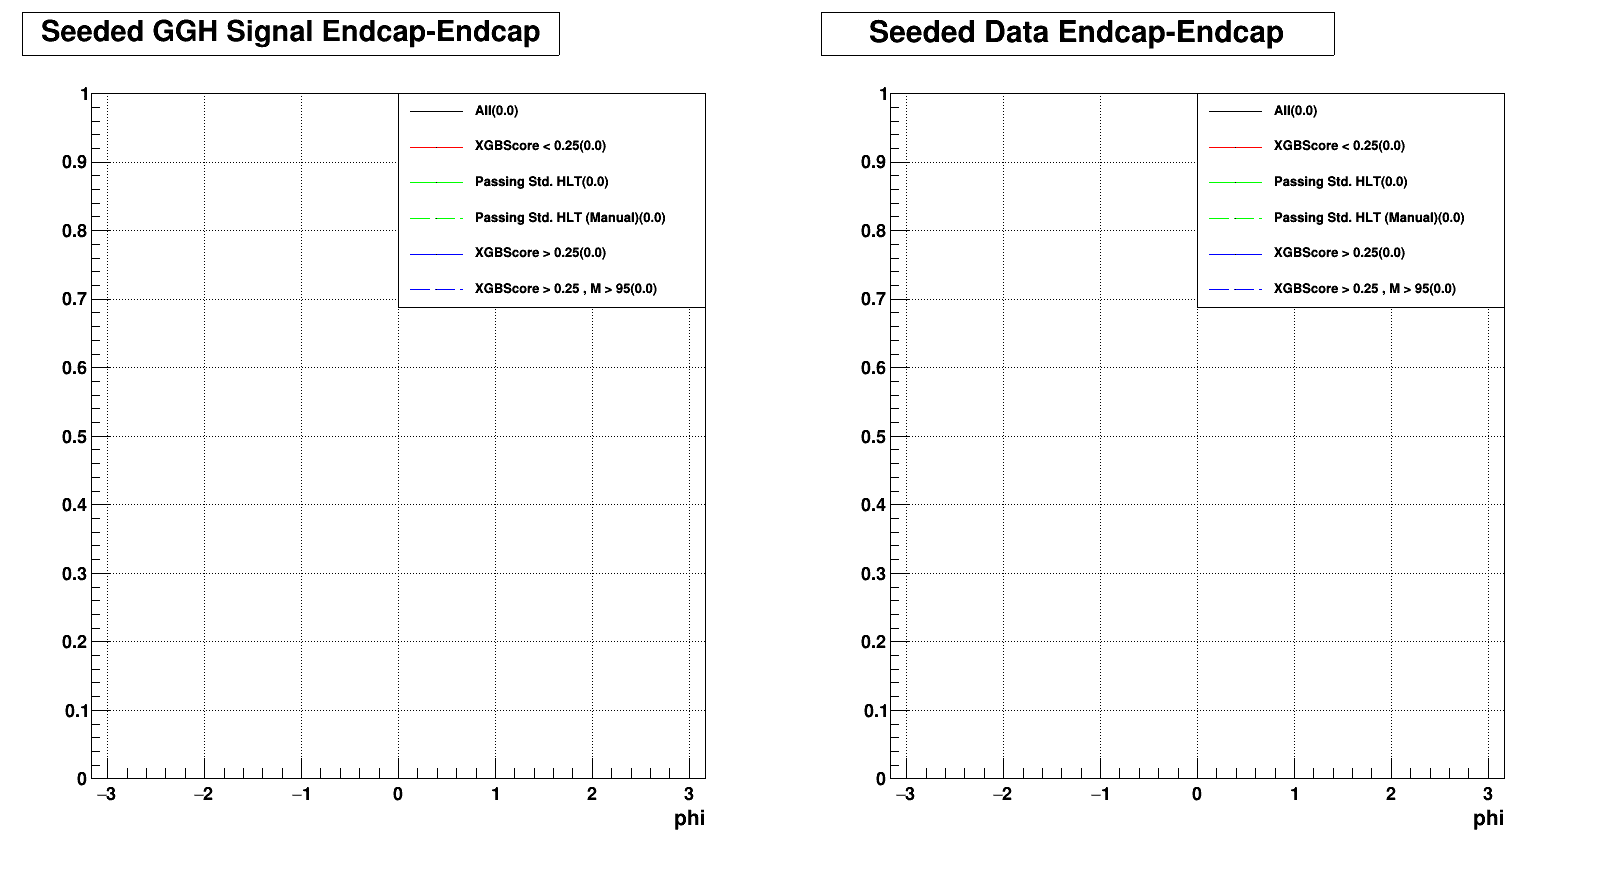 Seeded GGH Signal Endcap-Endcap
All(0.0)
XGBScore < 0.25(0.0)
Passing Std. HLT(0.0)
Passing Std. HLT (Manual)(0.0)
XGBScore > 0.25(0.0)
XGBScore > 0.25 , M > 95(0.0)
1
0.9
0.8
0.7
0.6
0.5
0.4
0.3
0.2
0.1
0
−3 −2 −1 0 1 2 3
phi
Seeded Data Endcap-Endcap
All(0.0)
XGBScore < 0.25(0.0)
Passing Std. HLT(0.0)
Passing Std. HLT (Manual)(0.0)
XGBScore > 0.25(0.0)
XGBScore > 0.25 , M > 95(0.0)
1
0.9
0.8
0.7
0.6
0.5
0.4
0.3
0.2
0.1
0
−3 −2 −1 0 1 2 3
phi